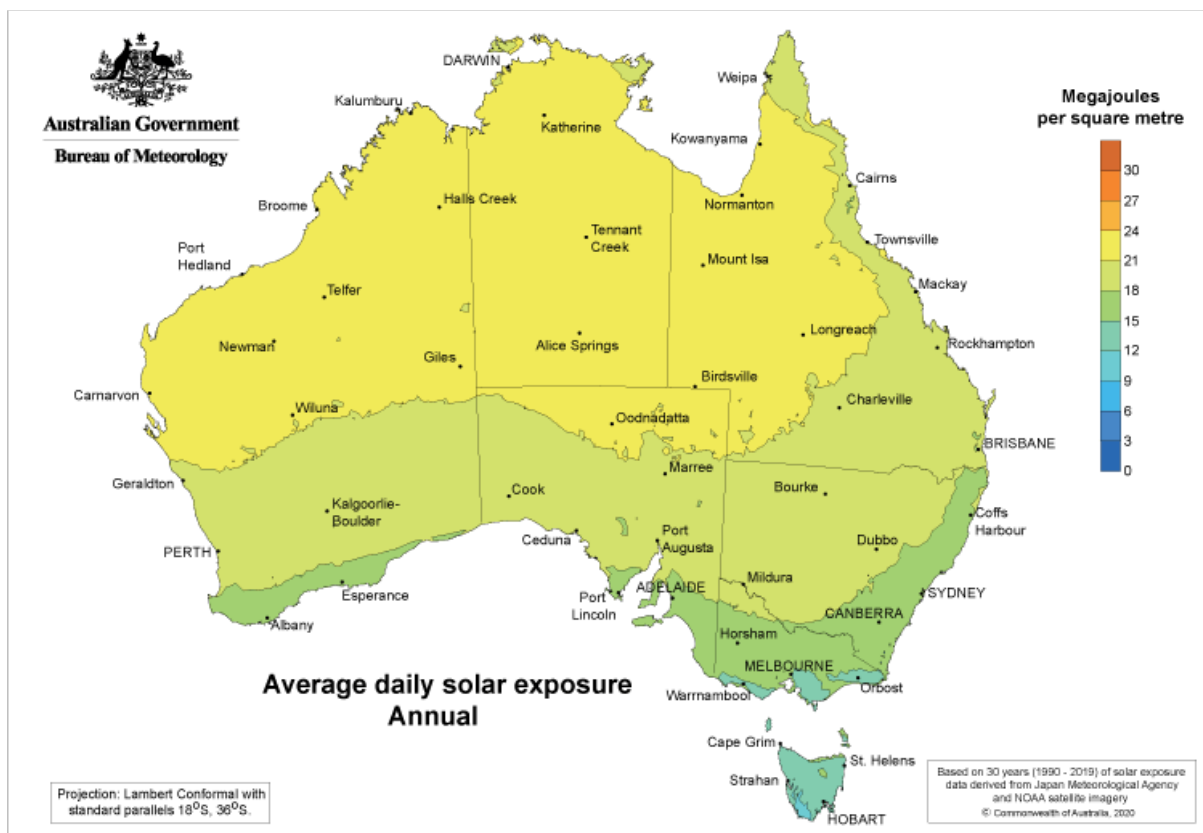 Australian Government
Bureau of Meteorology
DARWIN
Weipa
Kalumburu
Katherine
Kowanyama
Cairns
Broome
Halls Creek
Normanton
Tennant
Creek
Townsville
Port
Hedland
Mount Isa
Mackay
Telfer
Newman
Giles
Alice Springs
Longreach
Rockhampton
Carnarvon
Wiluna
Birdsville
Charleville
Oodnadatta
BRISBANE
Geraldton
Marree
Bourke
Kalgoorlie-
Boulder
Cook
Coffs
Harbour
PERTH
Ceduna
Port
Augusta
Dubbo
Esperance
Port
Lincoln
ADELAIDE
Mildura
SYDNEY
Albany
CANBERRA
Horsham
MELBOURNE
Warrnambool
Orbost
Cape Grim
St. Helens
Strahan
HOBART
Megajoules
per square metre
30
27
24
21
18
15
12
9
6
3
0
Average daily solar exposure
Annual
Projection: Lambert Conformal with
standard parallels 18°S, 36°S.
Based on 30 years (1990 - 2019) of solar exposure
data derived from Japan Meteorological Agency
and NOAA satellite imagery
© Commonwealth of Australia, 2020